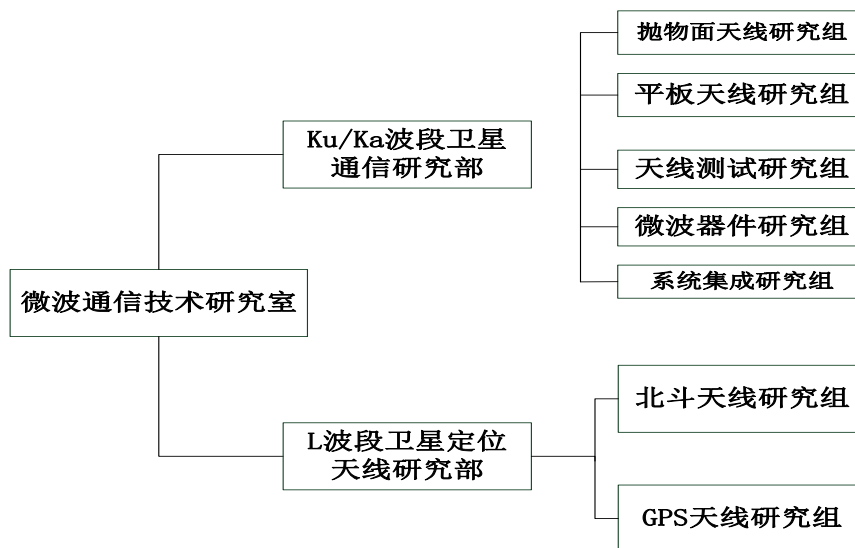 微波通信技术研究室
Ku/Ka波段卫星
通信研究部
抛物面天线研究组
平板天线研究组
天线测试研究组
微波器件研究组
系统集成研究组
L波段卫星定位
天线研究部
北斗天线研究组
GPS天线研究组